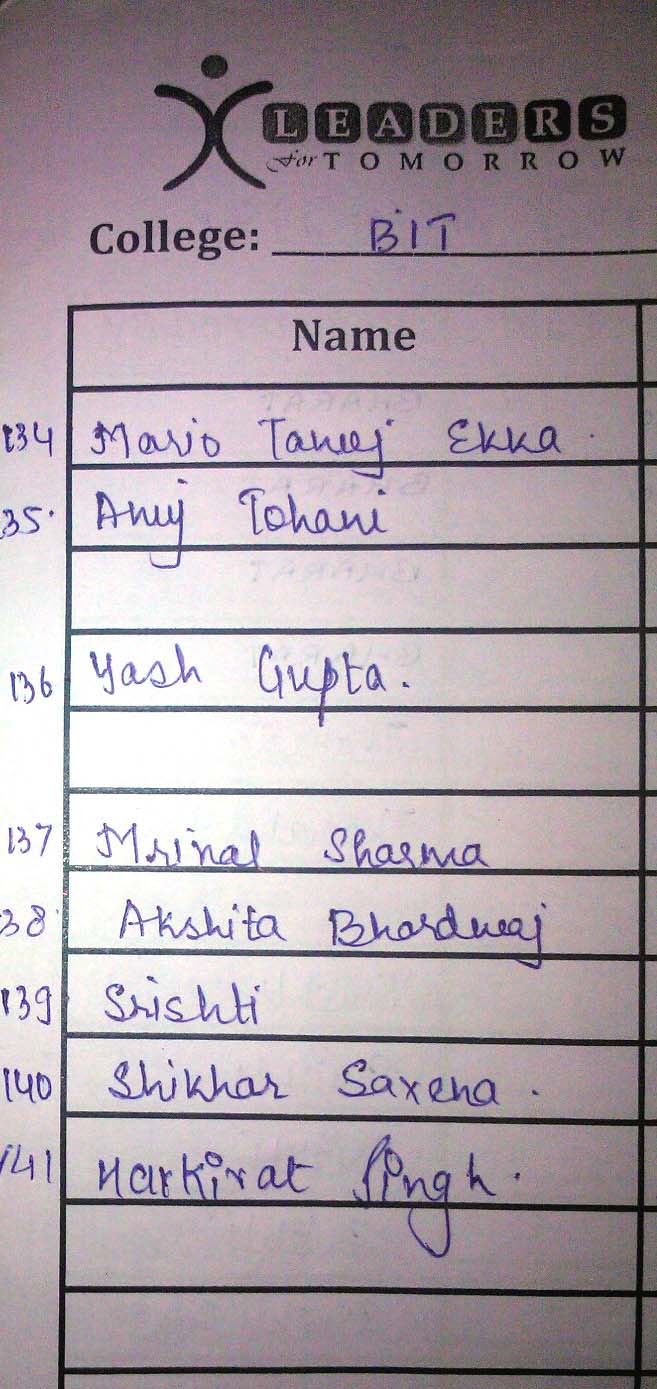 LEADERS
for TOMORROW
College: BIT
Name
134 Mario Tanuj Ekka.
35. Anuj Tohani
136 Yash Gupta.
137 Mrinal Sharma
38. Akshita Bhardwaj
139 Srishti
140 Shikhar Saxena.
141 Harkirat Singh.